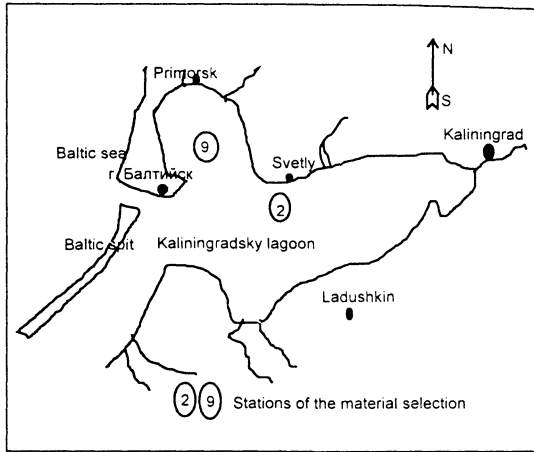 N
S
Primorsk
Kaliningrad
Baltic sea
9
Svetly
г. Балтийск
2
Baltic spit
Kaliningradsky lagoon
Ladushkin
2 9 Stations of the material selection